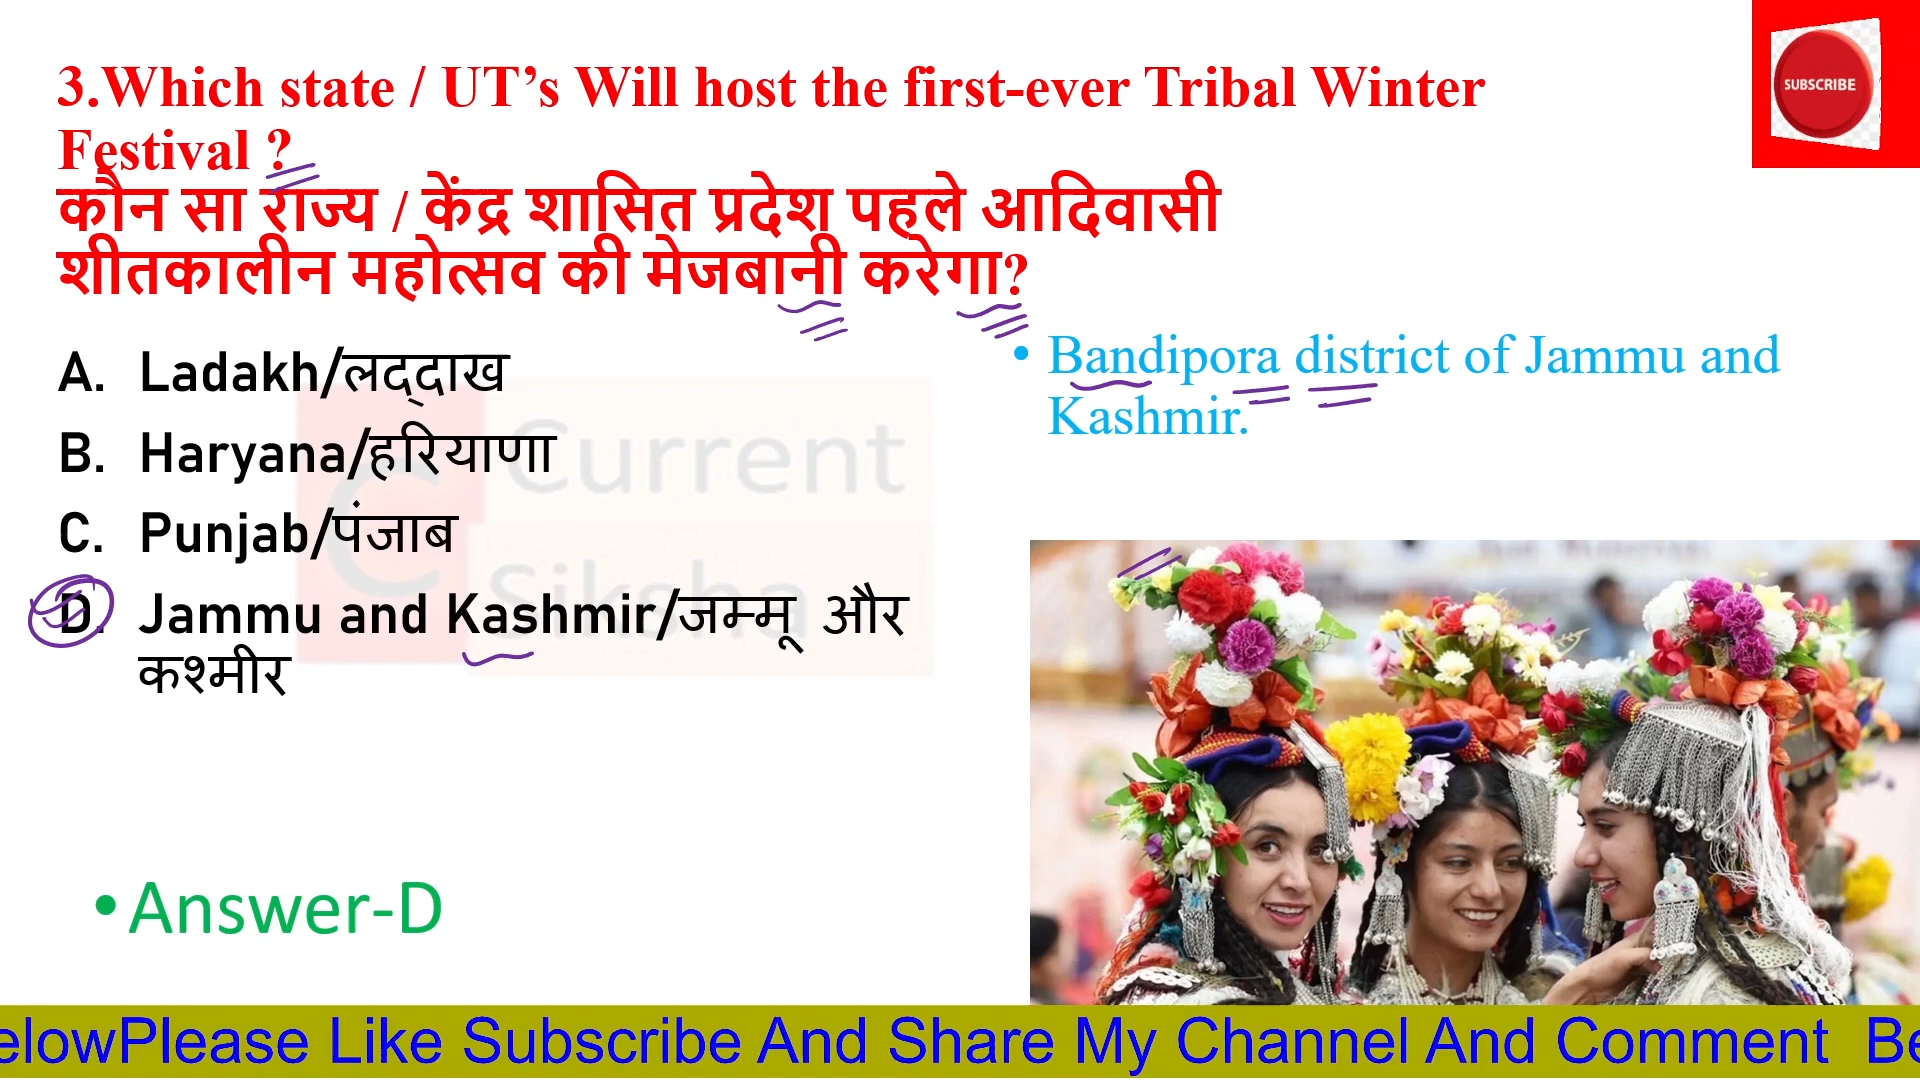 3.Which state / UT’s Will host the first-ever Tribal Winter
Festival ?
कौन सा राज्य / केंद्र शासित प्रदेश पहले आदिवासी
शीतकालीन महोत्सव की मेजबानी करेगा?
A. Ladakh/लद्दाख
B. Haryana/हरियाणा
C. Punjab/पंजाब
D. Jammu and Kashmir/जम्मू और
कश्मीर
Current
Siksha
• Bandipora district of Jammu and
Kashmir.
•Answer-D
SUBSCRIBE
elowPlease Like Subscribe And Share My Channel And Comment Be